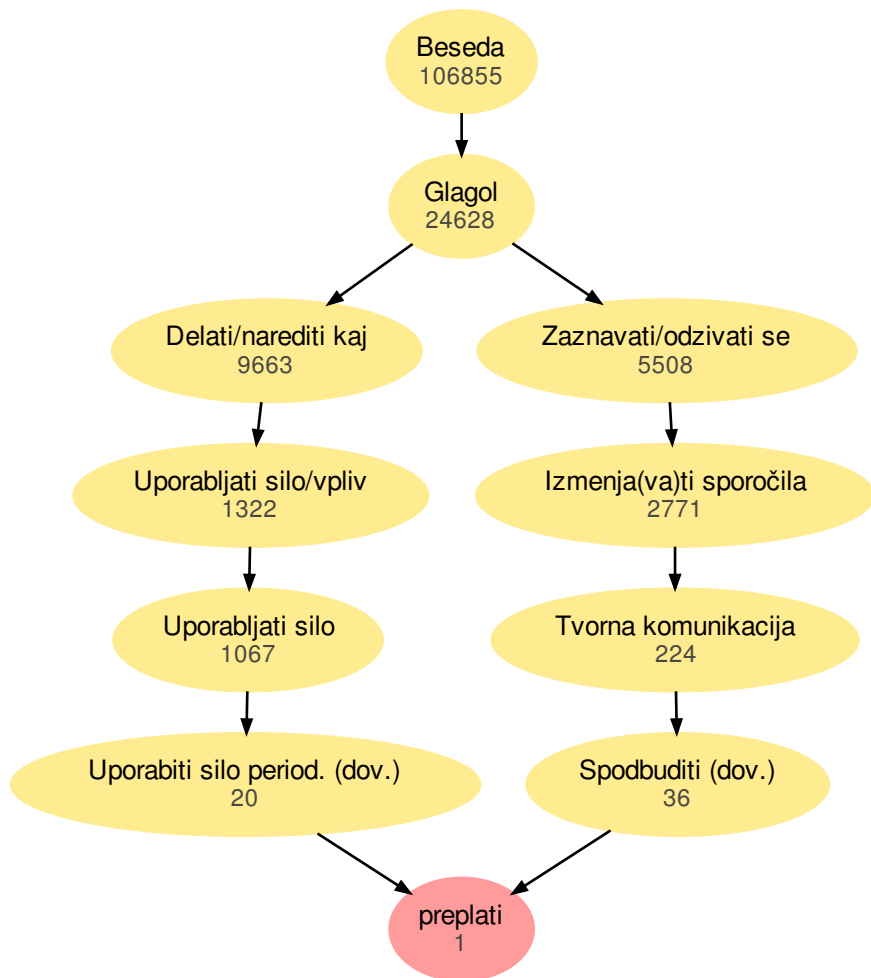 Beseda
106855
Glagol
24628
Delati/narediti kaj
9663
Zaznavati/odzivati se
5508
Uporabljati silo/vpliv
1322
Izmenja(va)ti sporočila
2771
Uporabljati silo
1067
Tvorna komunikacija
224
Uporabiti silo period. (dov.)
20
Spodbuditi (dov.)
36
preplati
1